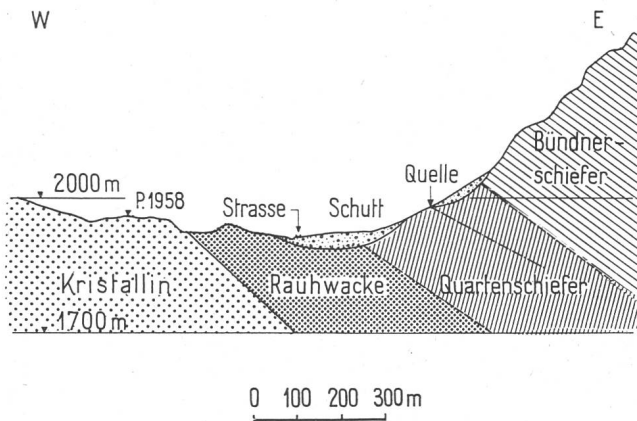 W
E
Bündner-
schiefer
Quelle
2000 m
P.1958
Strasse
Schutt
Kristallin
Rauhwacke
Quartenschiefer
1700 m
0 100 200 300 m